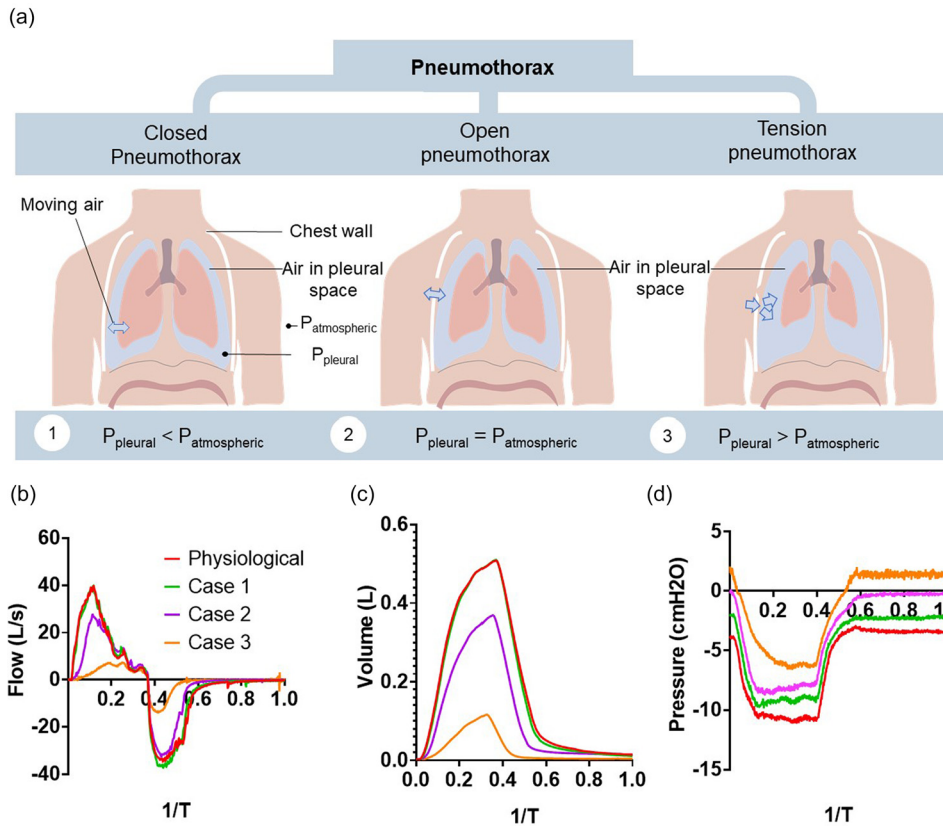 (a)
Pneumothorax
Closed
Pneumothorax
Open
pneumothorax
Tension
pneumothorax
Moving air
Chest wall
Air in pleural
space
Air in pleural
space
Patmospheric
Ppleural
1
Ppleural < Patmospheric
2
Ppleural = Patmospheric
3
Ppleural > Patmospheric
(b)
Flow (L/s)
60
40
20
0
-20
-40
0.2
0.4
0.6
0.8
1.0
1/T
Physiological
Case 1
Case 2
Case 3
(c)
Volume (L)
0.6
0.4
0.2
0.0
0.0
0.2
0.4
0.6
0.8
1.0
1/T
(d)
Pressure (cmH2O)
5
0
-5
-10
-15
0.2
0.4
0.6
0.8
1.0
1/T